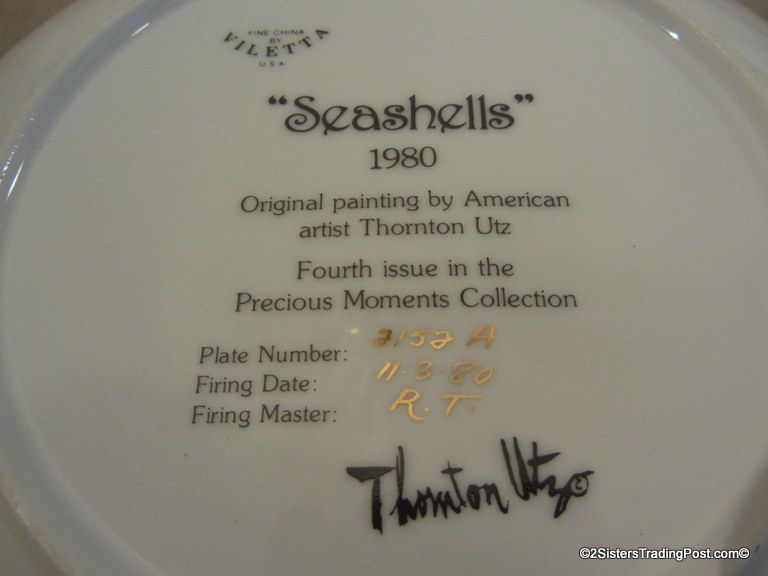 FINE CHINA
BY
VILETTA
USA
"Seashells"
1980
Original painting by American
artist Thornton Utz
Fourth issue in the
Precious Moments Collection
Plate Number: 2152 A
Firing Date: 11-3-80
Firing Master: R. T.
Thornton Utz ©
©2SistersTradingPost.com©